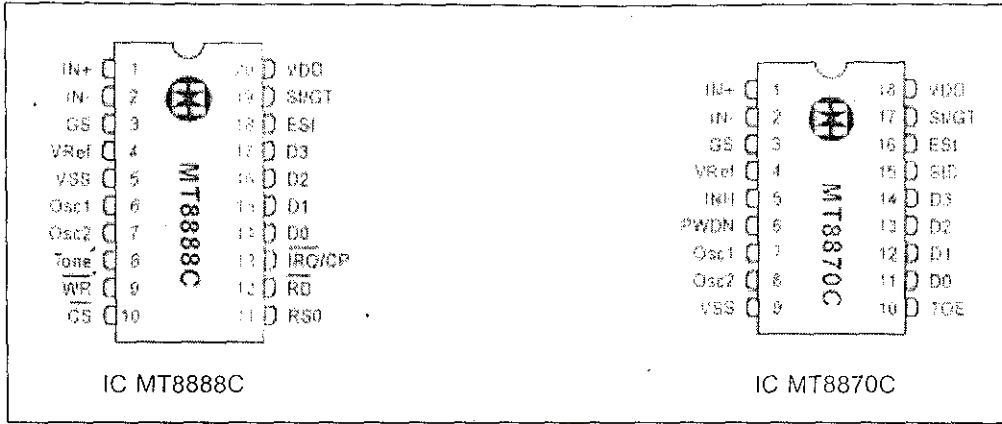 IN+ 1 20 VDD
IN- 2 19 St/GT
GS 3 18 ESt
VRef 4 17 D3
VSS 5 16 D2
Osc1 6 15 D1
Osc2 7 14 D0
Tone 8 13 IRQ/CP
WR 9 12 RD
CS 10 11 RS0
MT8888C
IC MT8888C
IN+ 1 18 VDD
IN- 2 17 St/GT
GS 3 16 ESt
VRef 4 15 StD
INH 5 14 D3
PWDN 6 13 D2
Osc1 7 12 D1
Osc2 8 11 D0
VSS 9 10 TOE
MT8870C
IC MT8870C